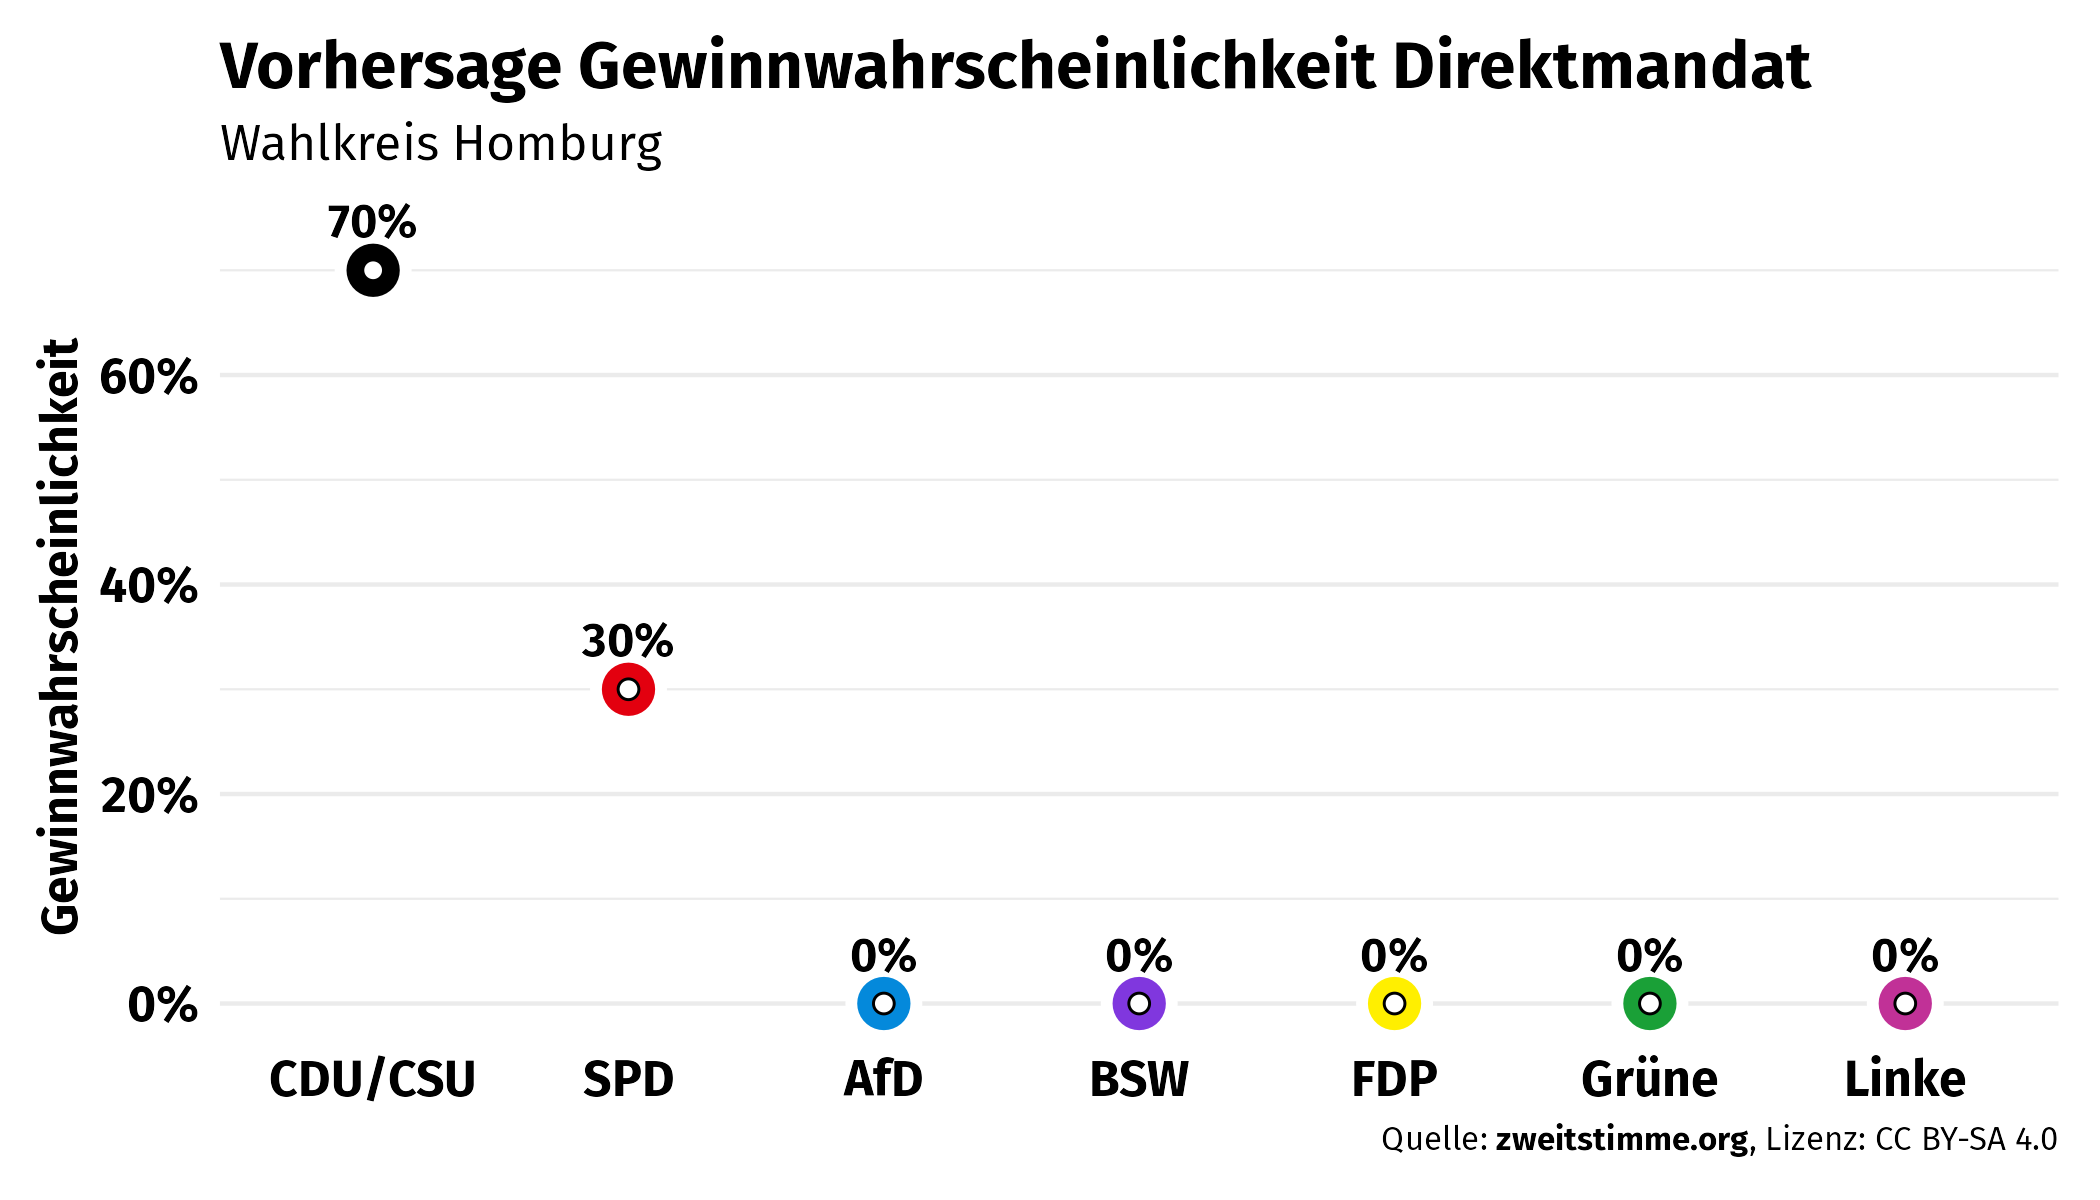 Vorhersage Gewinnwahrscheinlichkeit Direktmandat
Wahlkreis Homburg
Gewinnwahrscheinlichkeit
70%
60%
40%
30%
20%
0% 0% 0% 0% 0%
0%
CDU/CSU SPD AfD BSW FDP Grüne Linke
Quelle: zweitstimme.org, Lizenz: CC BY-SA 4.0